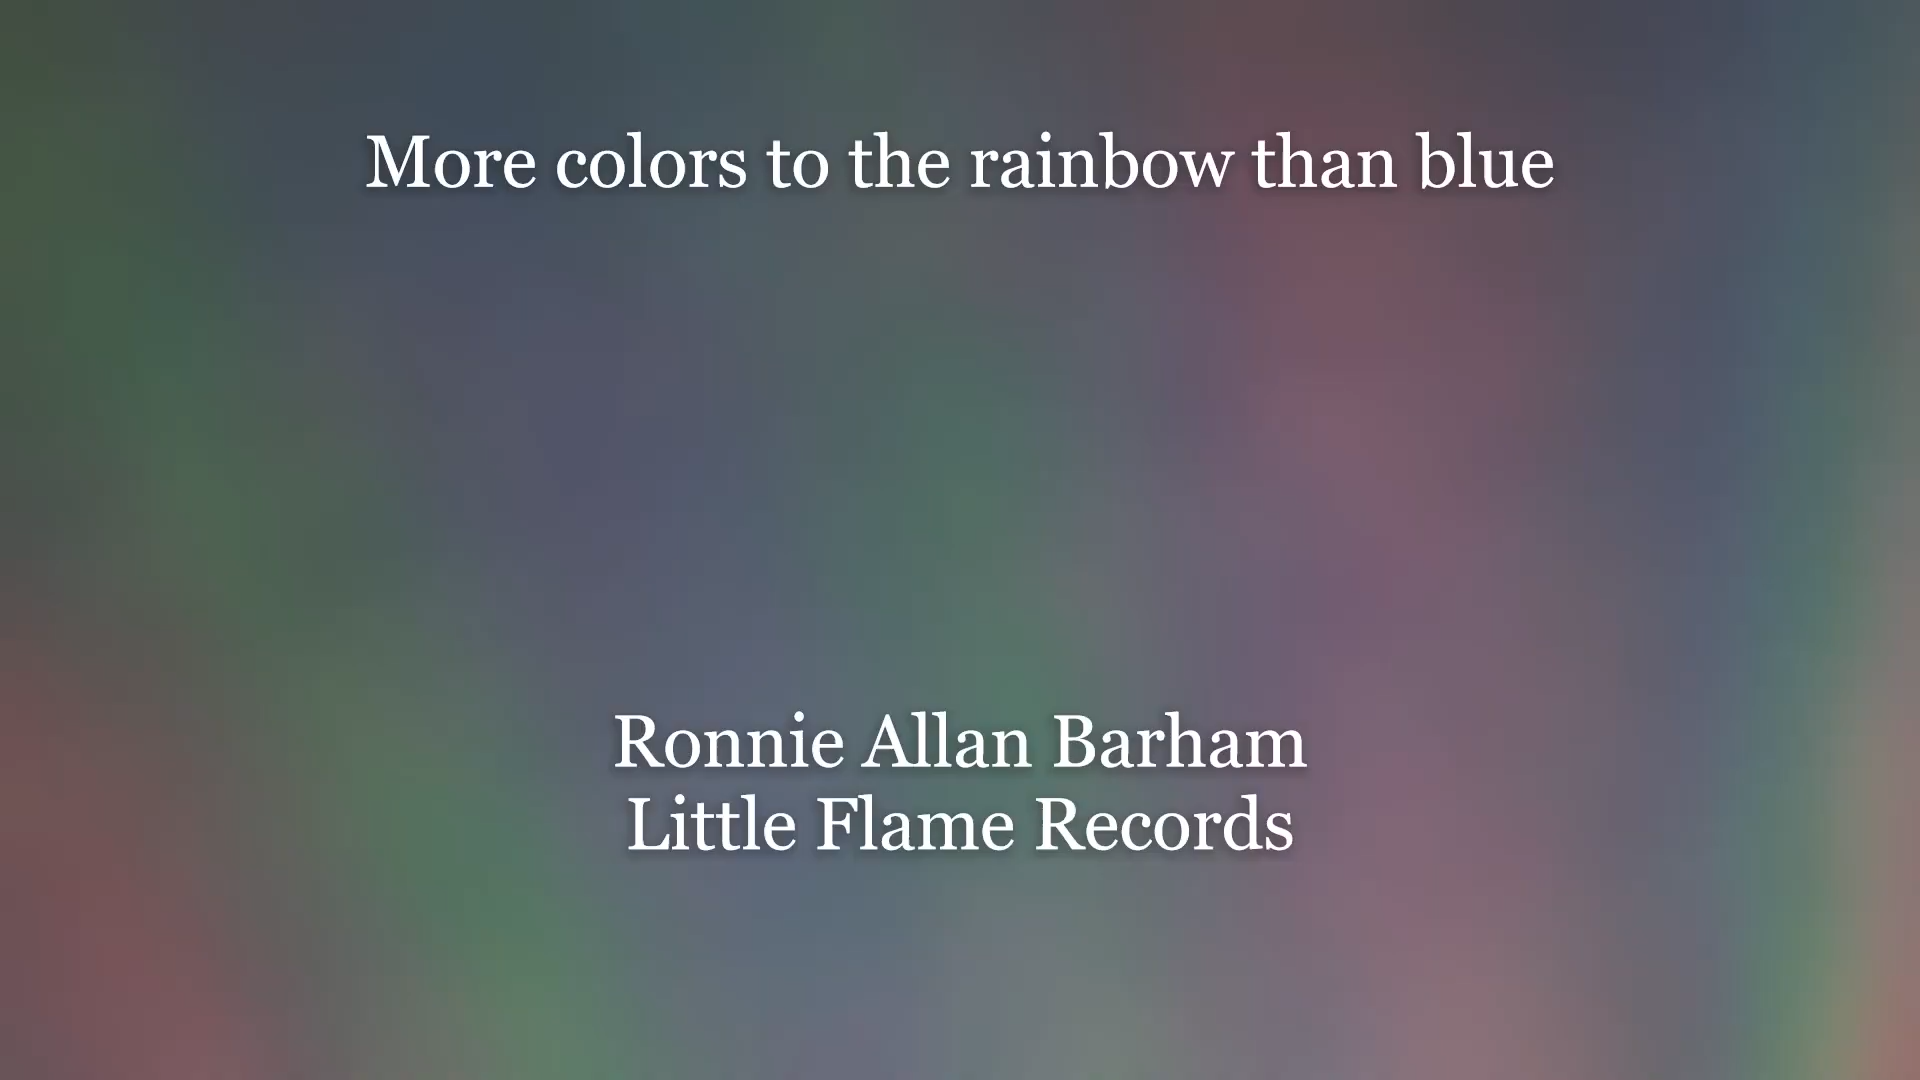 More colors to the rainbow than blue
Ronnie Allan Barham
Little Flame Records